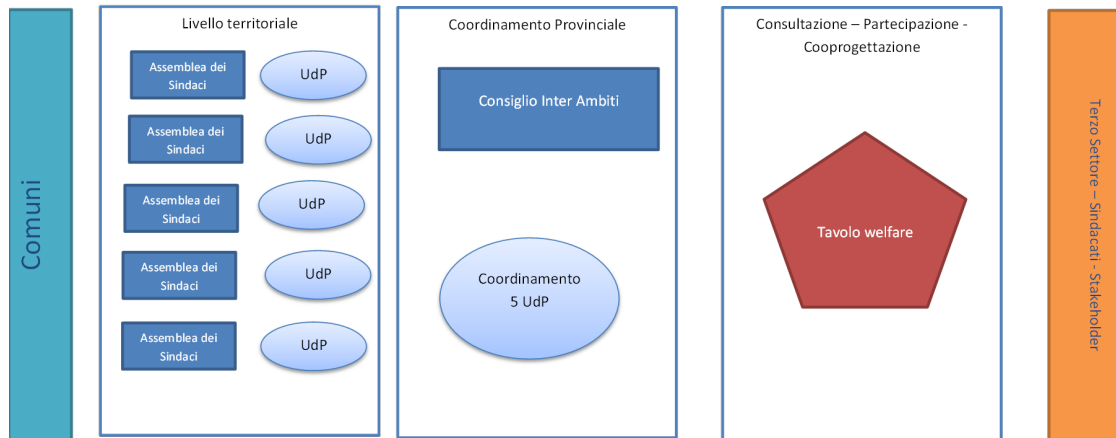 Comuni
Livello territoriale
Assemblea dei
Sindaci
UdP
Assemblea dei
Sindaci
UdP
Assemblea dei
Sindaci
UdP
Assemblea dei
Sindaci
UdP
Assemblea dei
Sindaci
UdP
Coordinamento Provinciale
Consiglio Inter Ambiti
Coordinamento
5 UdP
Consultazione – Partecipazione -
Cooprogettazione
Tavolo welfare
Terzo Settore – Sindacati - Stakeholder